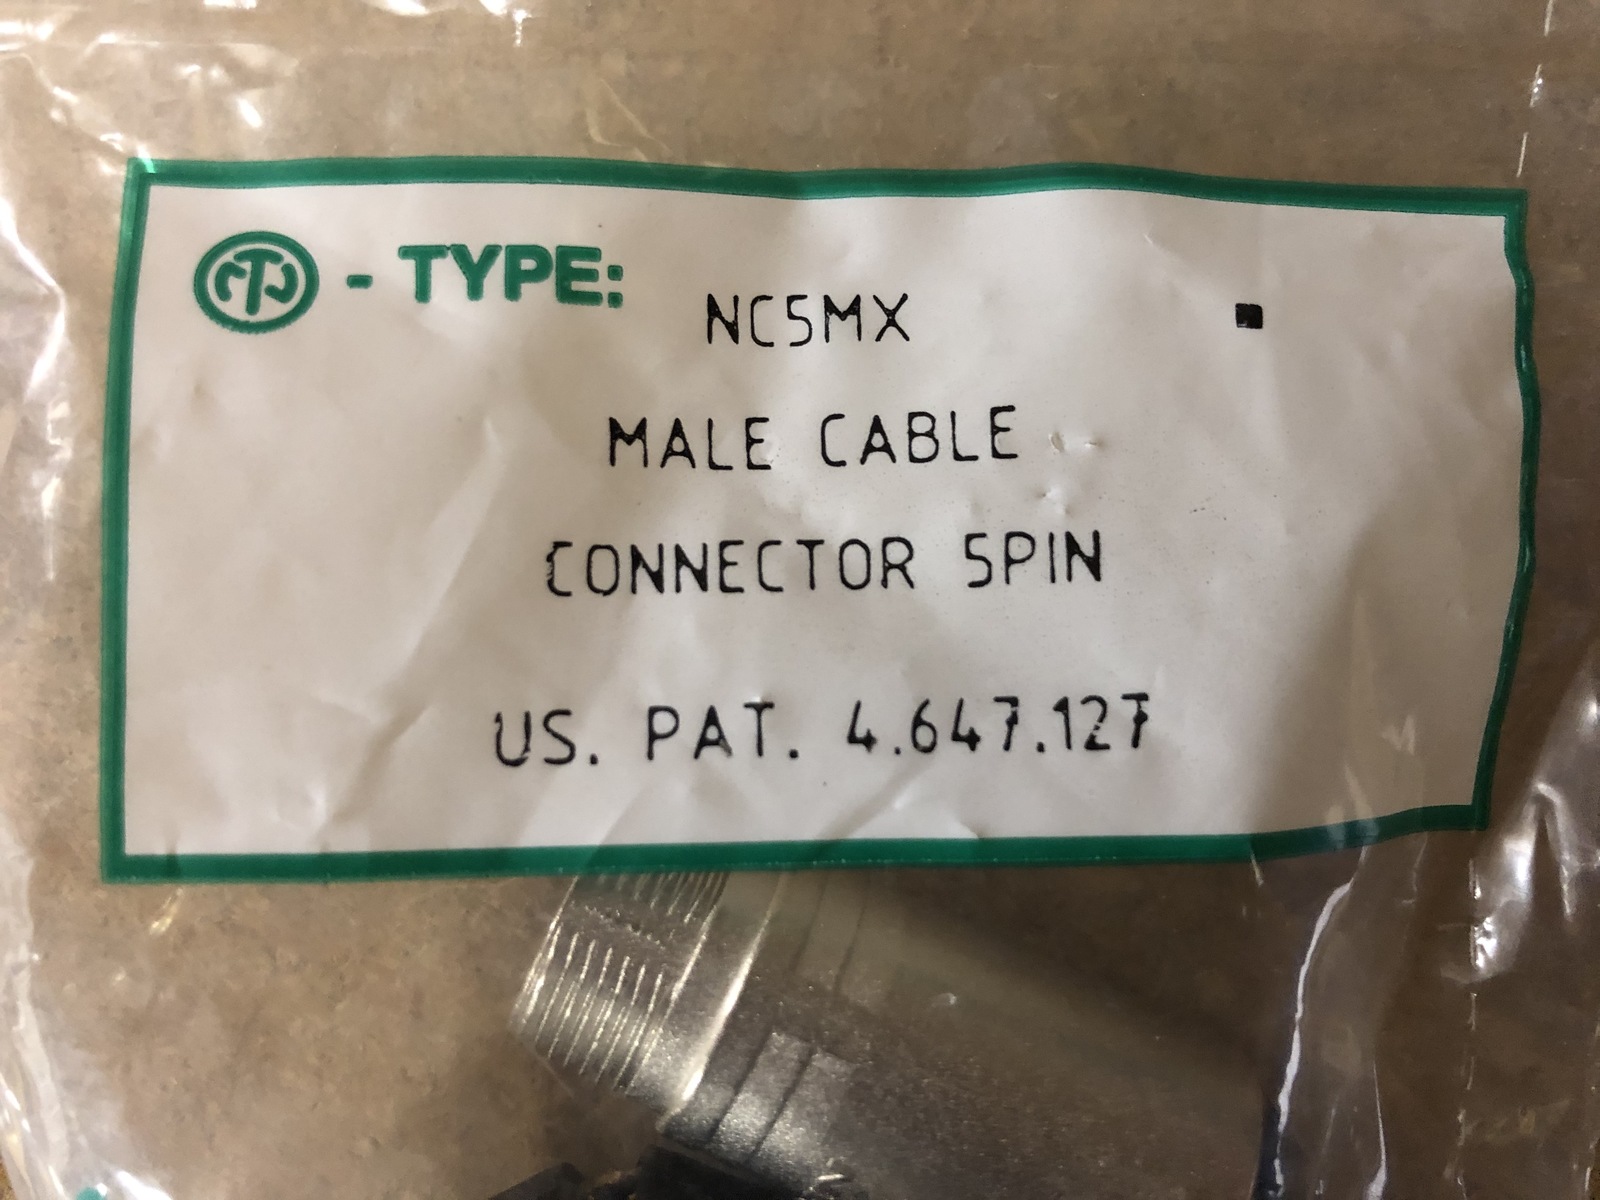 - TYPE: NC5MX
MALE CABLE
CONNECTOR 5PIN
US. PAT. 4.647.127